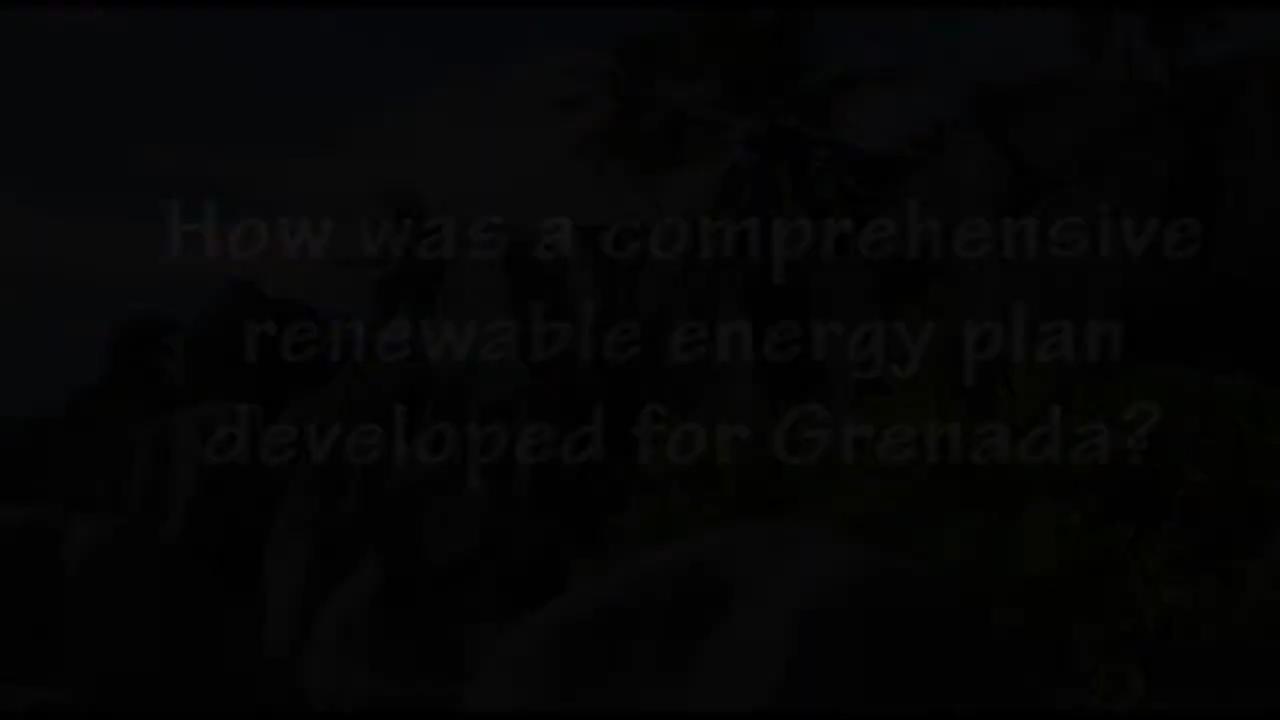 How was a comprehensive
renewable energy plan
developed for Grenada?